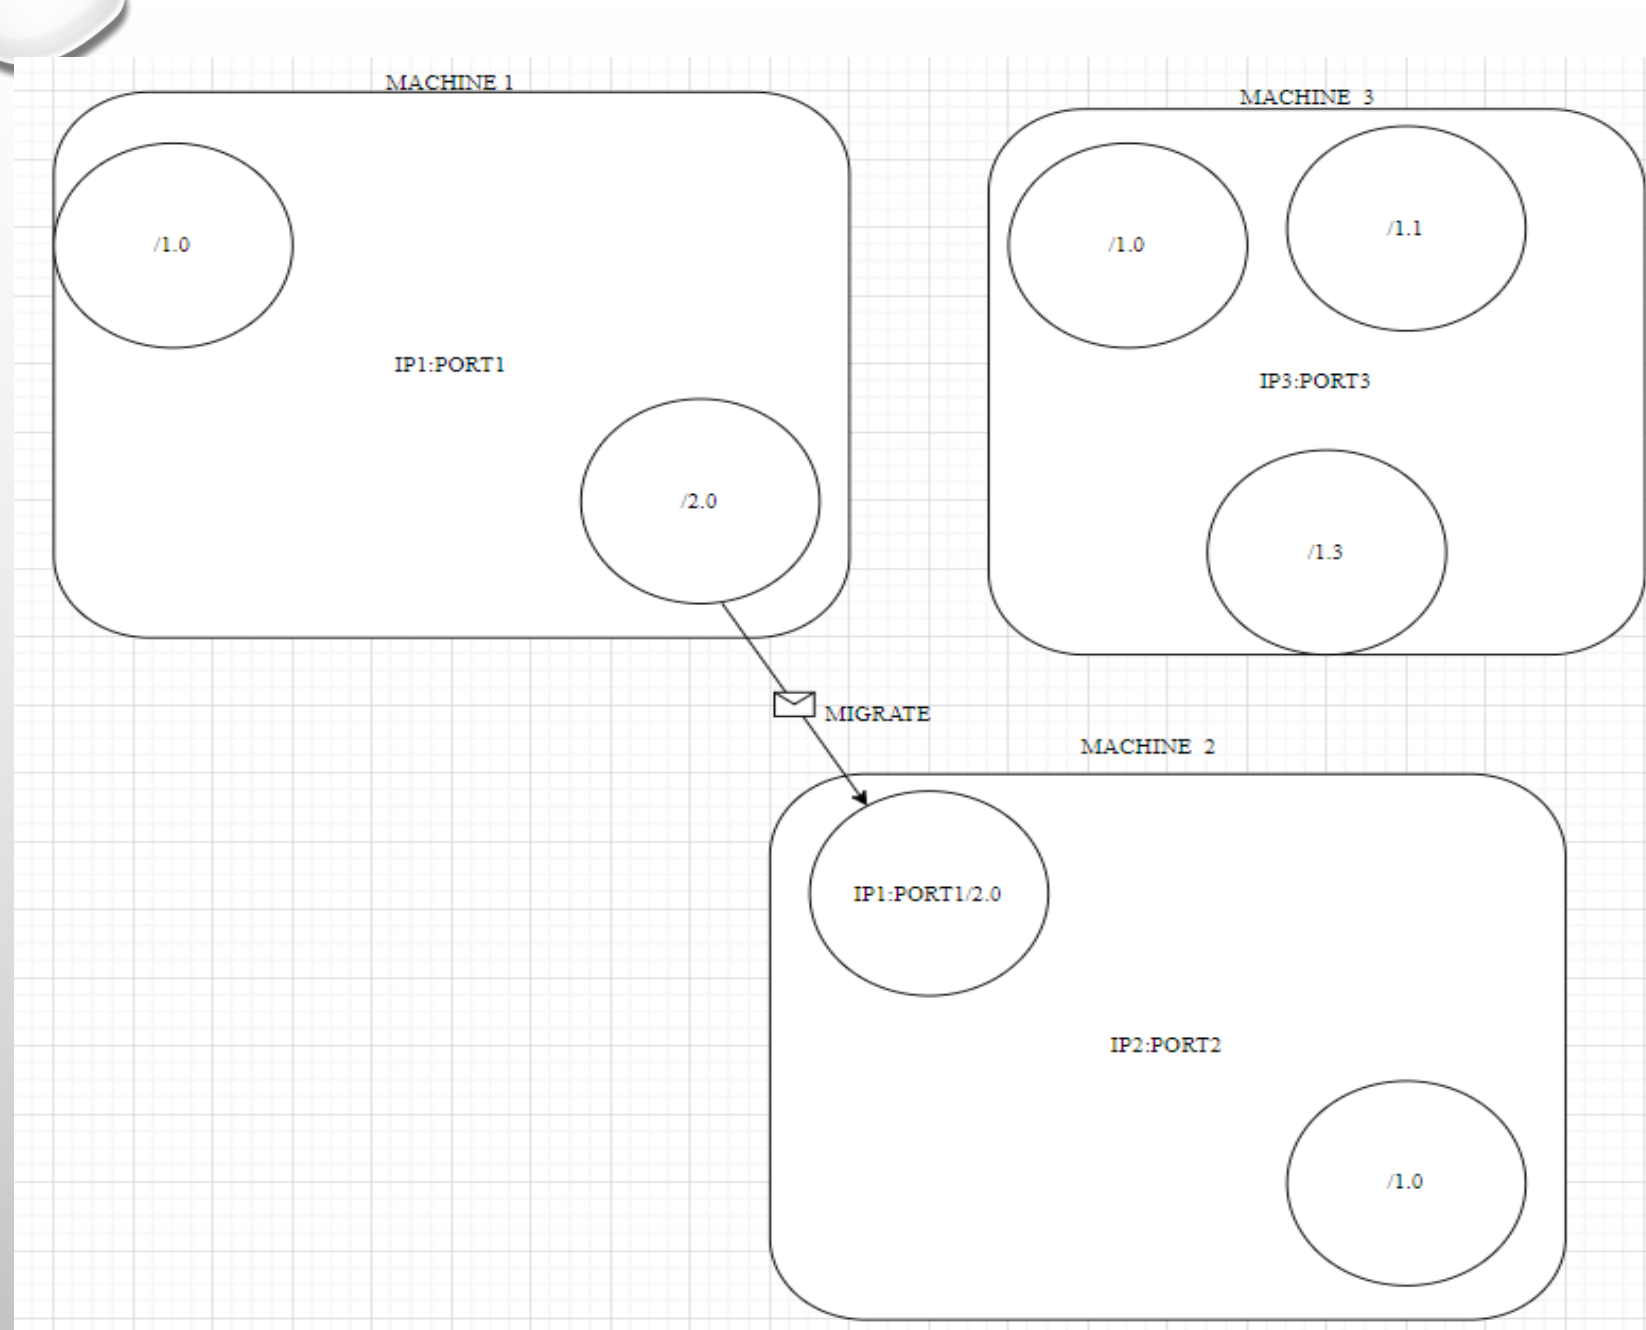 MACHINE 1
/1.0
IP1:PORT1
/2.0
MACHINE 3
/1.0
/1.1
IP3:PORT3
/1.3
MIGRATE
MACHINE 2
IP1:PORT1/2.0
IP2:PORT2
/1.0